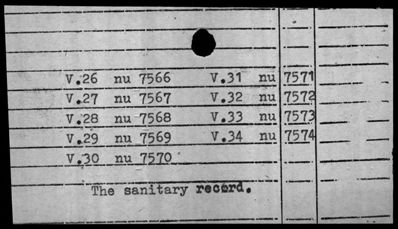 V.26 nu 7566 V.31 nu 7571
V.27 nu 7567 V.32 nu 7572
V.28 nu 7568 V.33 nu 7573
V.29 nu 7569 V.34 nu 7574
V.30 nu 7570
The sanitary record.